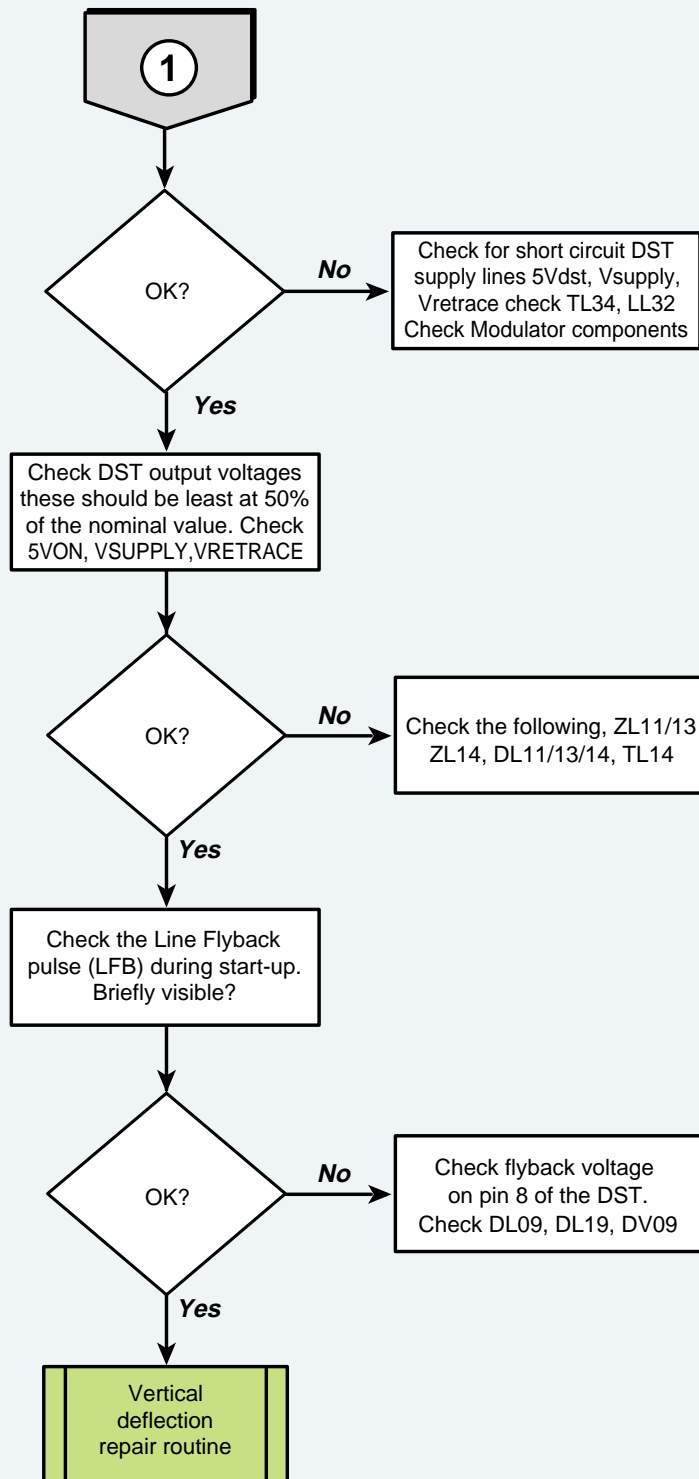 1
OK?
No
Check for short circuit DST
supply lines 5Vdst, Vsupply,
Vretrace check TL34, LL32
Check Modulator components
Yes
Check DST output voltages
these should be least at 50%
of the nominal value. Check
5VON, VSUPPLY,VRETRACE
OK?
No
Check the following, ZL11/13
ZL14, DL11/13/14, TL14
Yes
Check the Line Flyback
pulse (LFB) during start-up.
Briefly visible?
OK?
No
Check flyback voltage
on pin 8 of the DST.
Check DL09, DL19, DV09
Yes
Vertical
deflection
repair routine